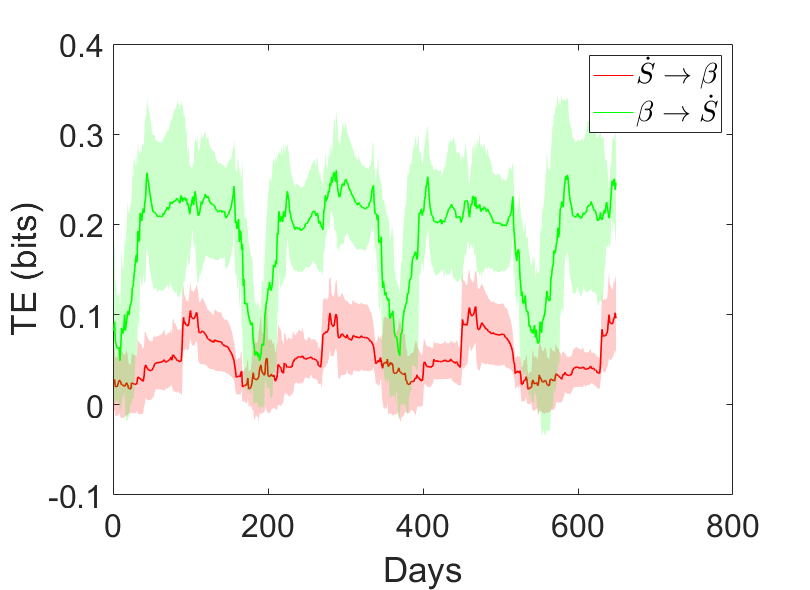 0.4
0.3
0.2
0.1
0
-0.1
TE (bits)
0 200 400 600 800
Days
Ṡ → β
β → Ṡ